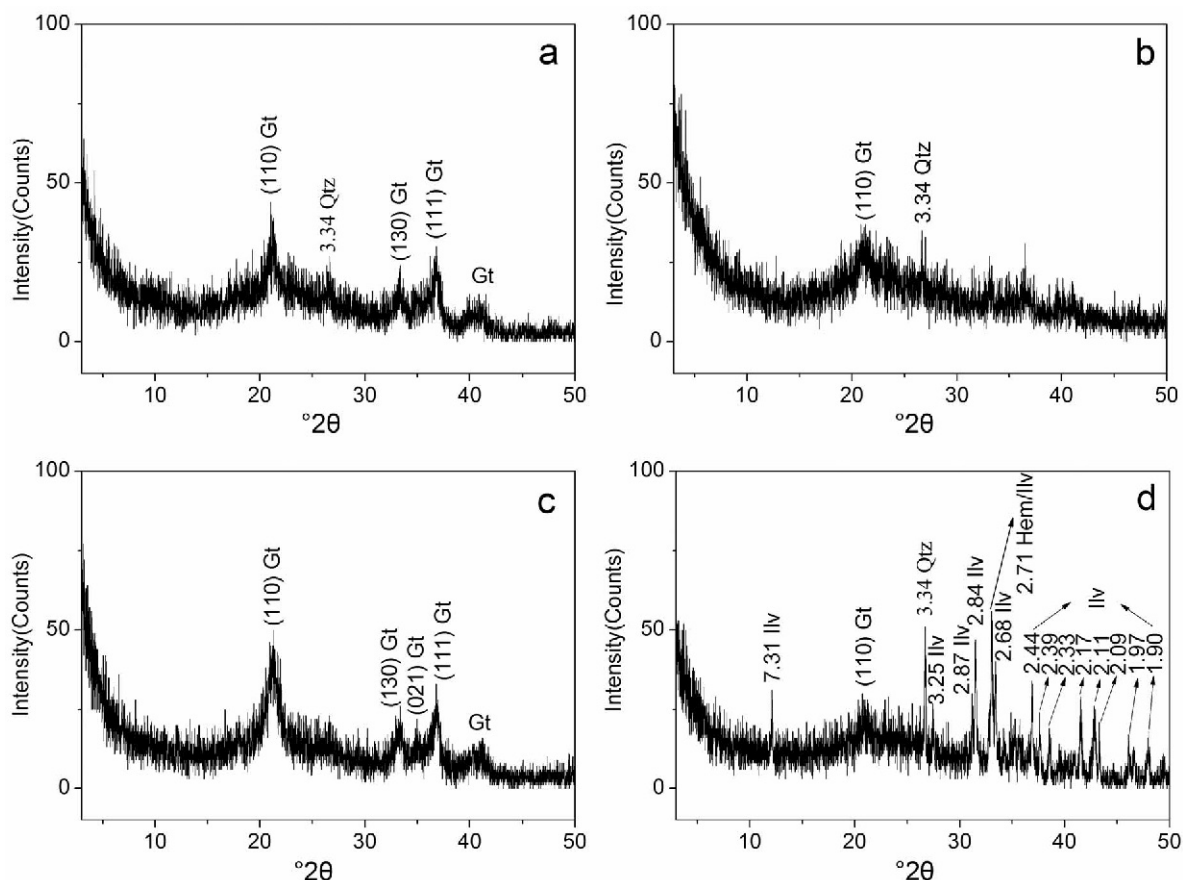 a
100
50
0
Intensity(Counts)
(110) Gt
3.34 Qtz
(130) Gt
(111) Gt
Gt
10 20 30 40 50
°2θ
b
100
50
0
Intensity(Counts)
(110) Gt
3.34 Qtz
10 20 30 40 50
°2θ
c
100
50
0
Intensity(Counts)
(110) Gt
(130) Gt
(021) Gt
(111) Gt
Gt
10 20 30 40 50
°2θ
d
100
50
0
Intensity(Counts)
7.31 Ilv
(110) Gt
3.34 Qtz
3.25 Ilv
2.87 Ilv
2.84 Ilv
2.71 Hem/Ilv
2.68 Ilv
Ilv
2.44
2.39
2.33
2.17
2.11
2.09
1.97
1.90
10 20 30 40 50
°2θ